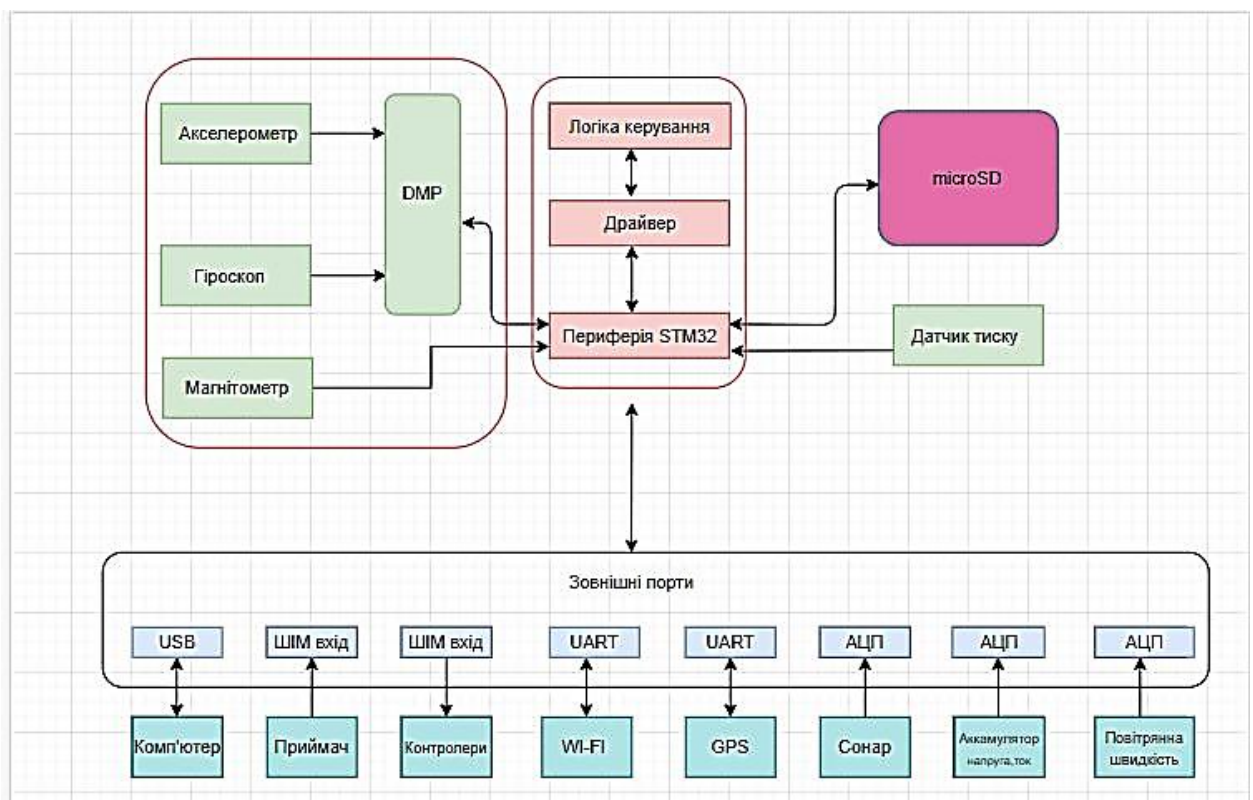 Акселерометр
DMP
Гіроскоп
Магнітометр
Логіка керування
Драйвер
Периферія STM32
microSD
Датчик тиску
Зовнішні порти
USB
ШІМ вхід
ШІМ вхід
UART
UART
АЦП
АЦП
АЦП
Комп'ютер
Приймач
Контролери
WI-FI
GPS
Сонар
Аккамулятор
напруга,ток
Повітрянна
швидкість